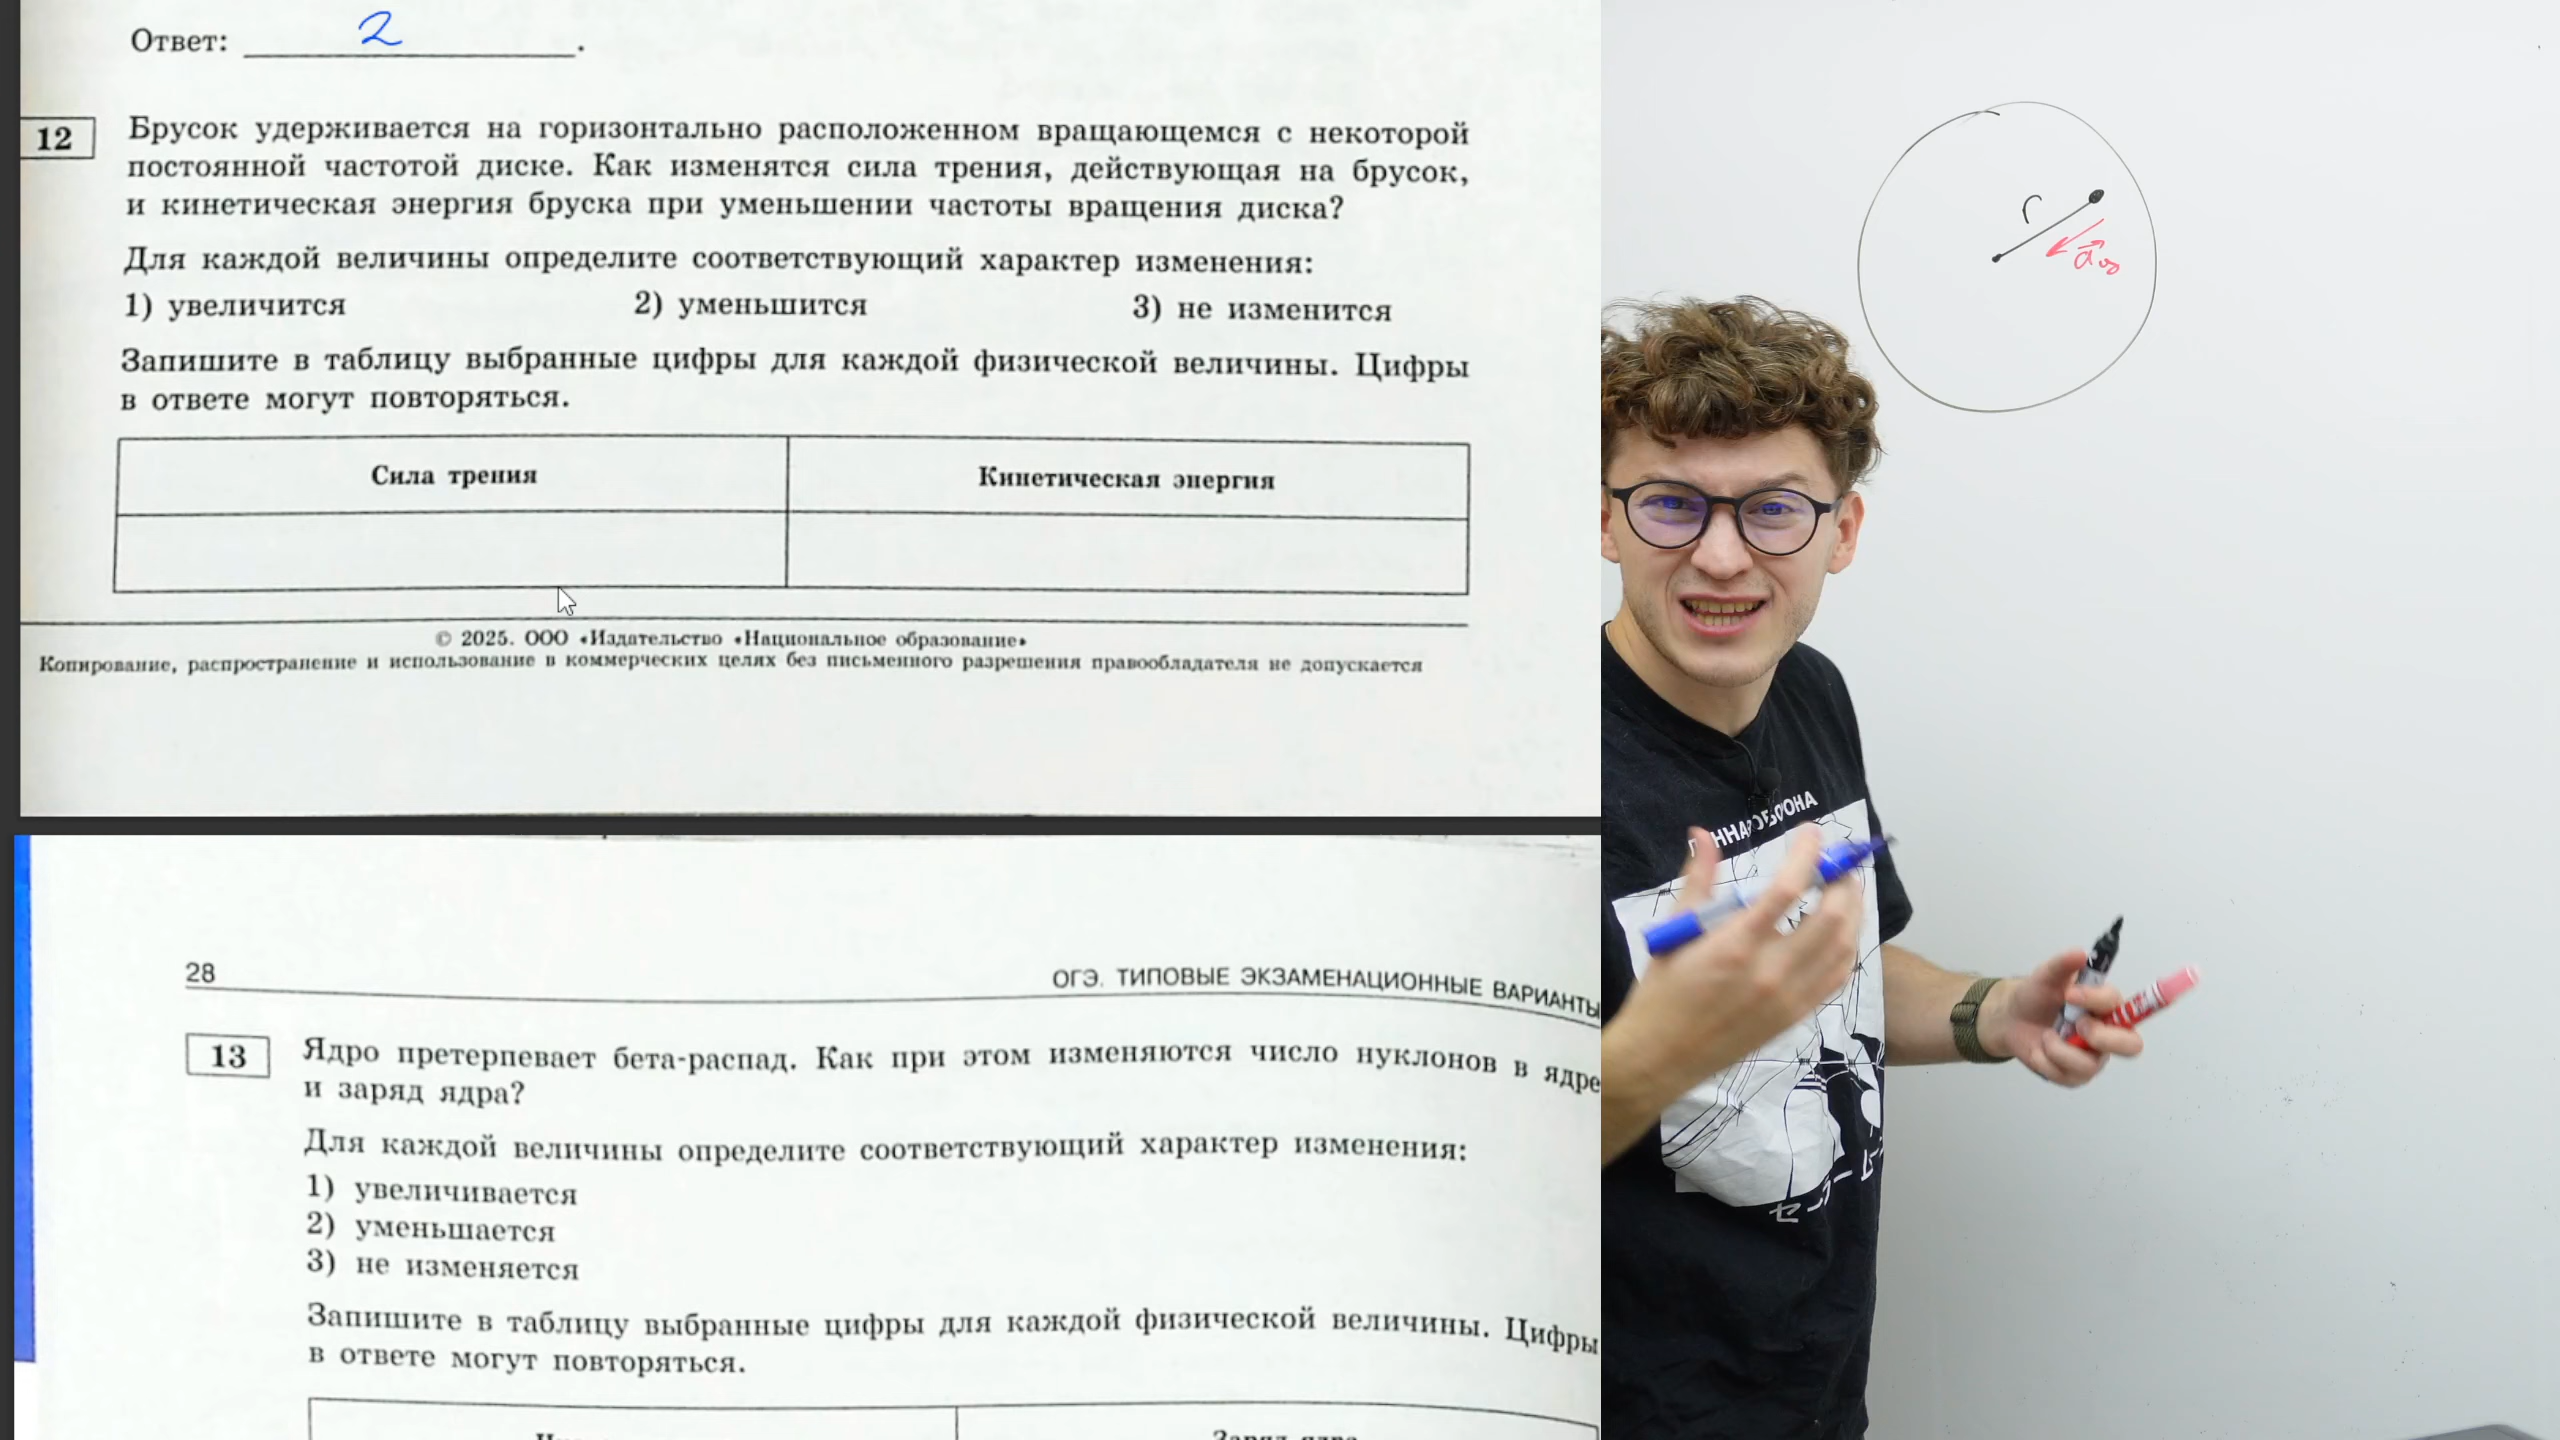 Ответ: 2.
12
Брусок удерживается на горизонтально расположенном вращающемся с некоторой
постоянной частотой диске. Как изменятся сила трения, действующая на брусок,
и кинетическая энергия бруска при уменьшении частоты вращения диска?
Для каждой величины определите соответствующий характер изменения:
1) увеличится 2) уменьшится 3) не изменится
Запишите в таблицу выбранные цифры для каждой физической величины. Цифры
в ответе могут повторяться.
Сила трения Кинетическая энергия
© 2025. ООО «Издательство «Национальное образование»
Копирование, распространение и использование в коммерческих целях без письменного разрешения правообладателя не допускается
28 ОГЭ. ТИПОВЫЕ ЭКЗАМЕНАЦИОННЫЕ ВАРИАНТЫ
13
Ядро претерпевает бета-распад. Как при этом изменяются число нуклонов в ядре
и заряд ядра?
Для каждой величины определите соответствующий характер изменения:
1) увеличивается
2) уменьшается
3) не изменяется
Запишите в таблицу выбранные цифры для каждой физической величины. Цифры
в ответе могут повторяться.
Заряд ядра
r